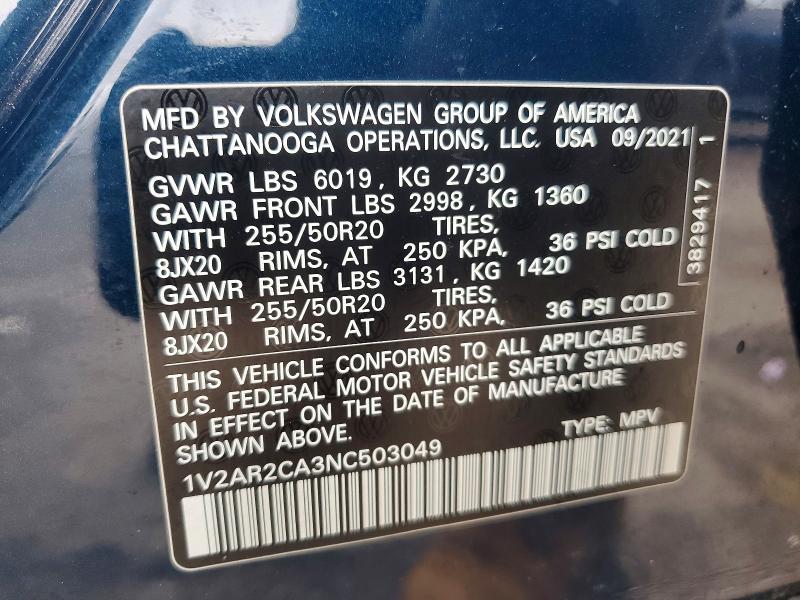 MFD BY VOLKSWAGEN GROUP OF AMERICA
CHATTANOOGA OPERATIONS, LLC. USA 09/2021
GVWR LBS 6019, KG 2730
GAWR FRONT LBS 2998, KG 1360
WITH 255/50R20 TIRES,
8JX20 RIMS, AT 250 KPA, 36 PSI COLD
GAWR REAR LBS 3131, KG 1420
WITH 255/50R20 TIRES,
8JX20 RIMS, AT 250 KPA, 36 PSI COLD
THIS VEHICLE CONFORMS TO ALL APPLICABLE
U.S. FEDERAL MOTOR VEHICLE SAFETY STANDARDS
IN EFFECT ON THE DATE OF MANUFACTURE
SHOWN ABOVE.
TYPE: MPV
1V2AR2CA3NC503049
3829417 1